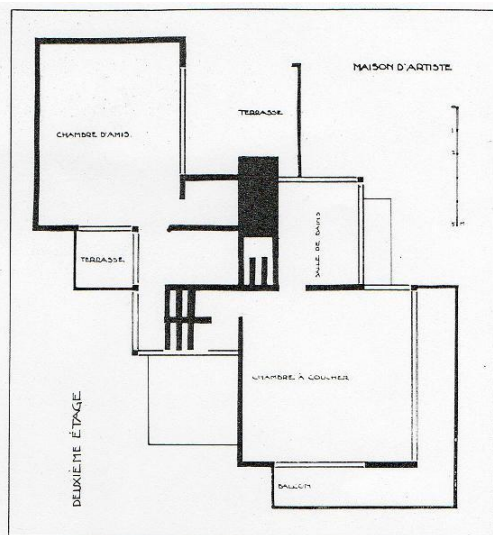 MAISON D'ARTISTE
TERRASSE
CHAMBRE D'AMIS.
SALLE DE BAINS
TERRASSE
CHAMBRE À COUCHER
DEUXIÈME ÉTAGE
BALCON